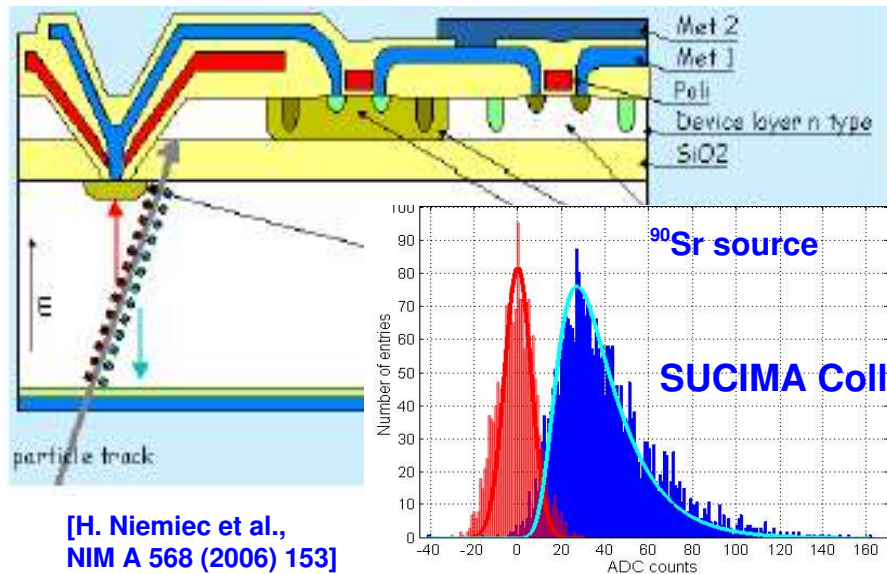 Met 2
Met 1
Poli
Device layer n type
SiO2
E
particle track
[H. Niemiec et al.,
NIM A 568 (2006) 153]
90Sr source
SUCIMA Coll
Number of entries
100
90
80
70
60
50
40
30
20
10
0
-40 -20 0 20 40 60 80 100 120 140 160
ADC counts